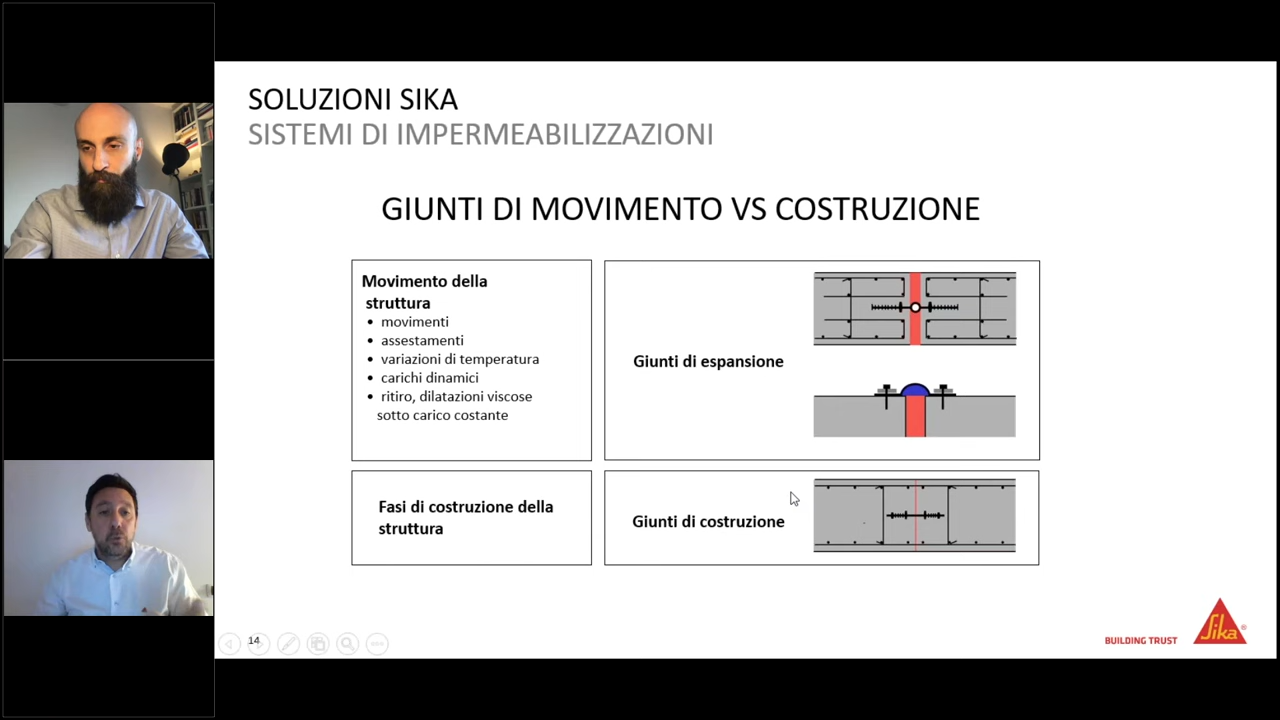 SOLUZIONI SIKA
SISTEMI DI IMPERMEABILIZZAZIONI
GIUNTI DI MOVIMENTO VS COSTRUZIONE
Movimento della
struttura
• movimenti
• assestamenti
• variazioni di temperatura
• carichi dinamici
• ritiro, dilatazioni viscose
sotto carico costante
Giunti di espansione
Fasi di costruzione della
struttura
Giunti di costruzione
14
BUILDING TRUST
Sika®